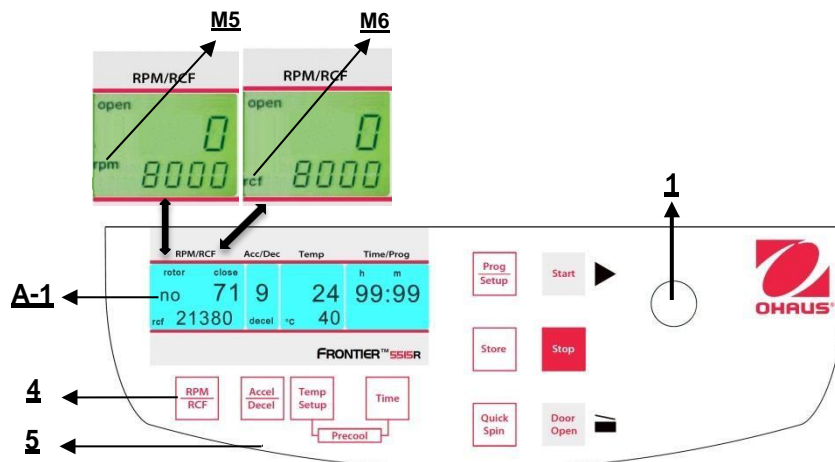 M5 M6
RPM/RCF RPM/RCF
open open
0 0
rpm 8000 rcf 8000
1
RPM/RCF Acc/Dec Temp Time/Prog
rotor close h m
A-1 no 71 9 24 99:99
rcf 21380 decel °C 40
FRONTIER™ 5515R
Prog Setup
Start
OHAUS®
Store
Stop
4
RPM
RCF
Accel
Decel
Temp
Setup
Time
Precool
5
Quick
Spin
Door
Open